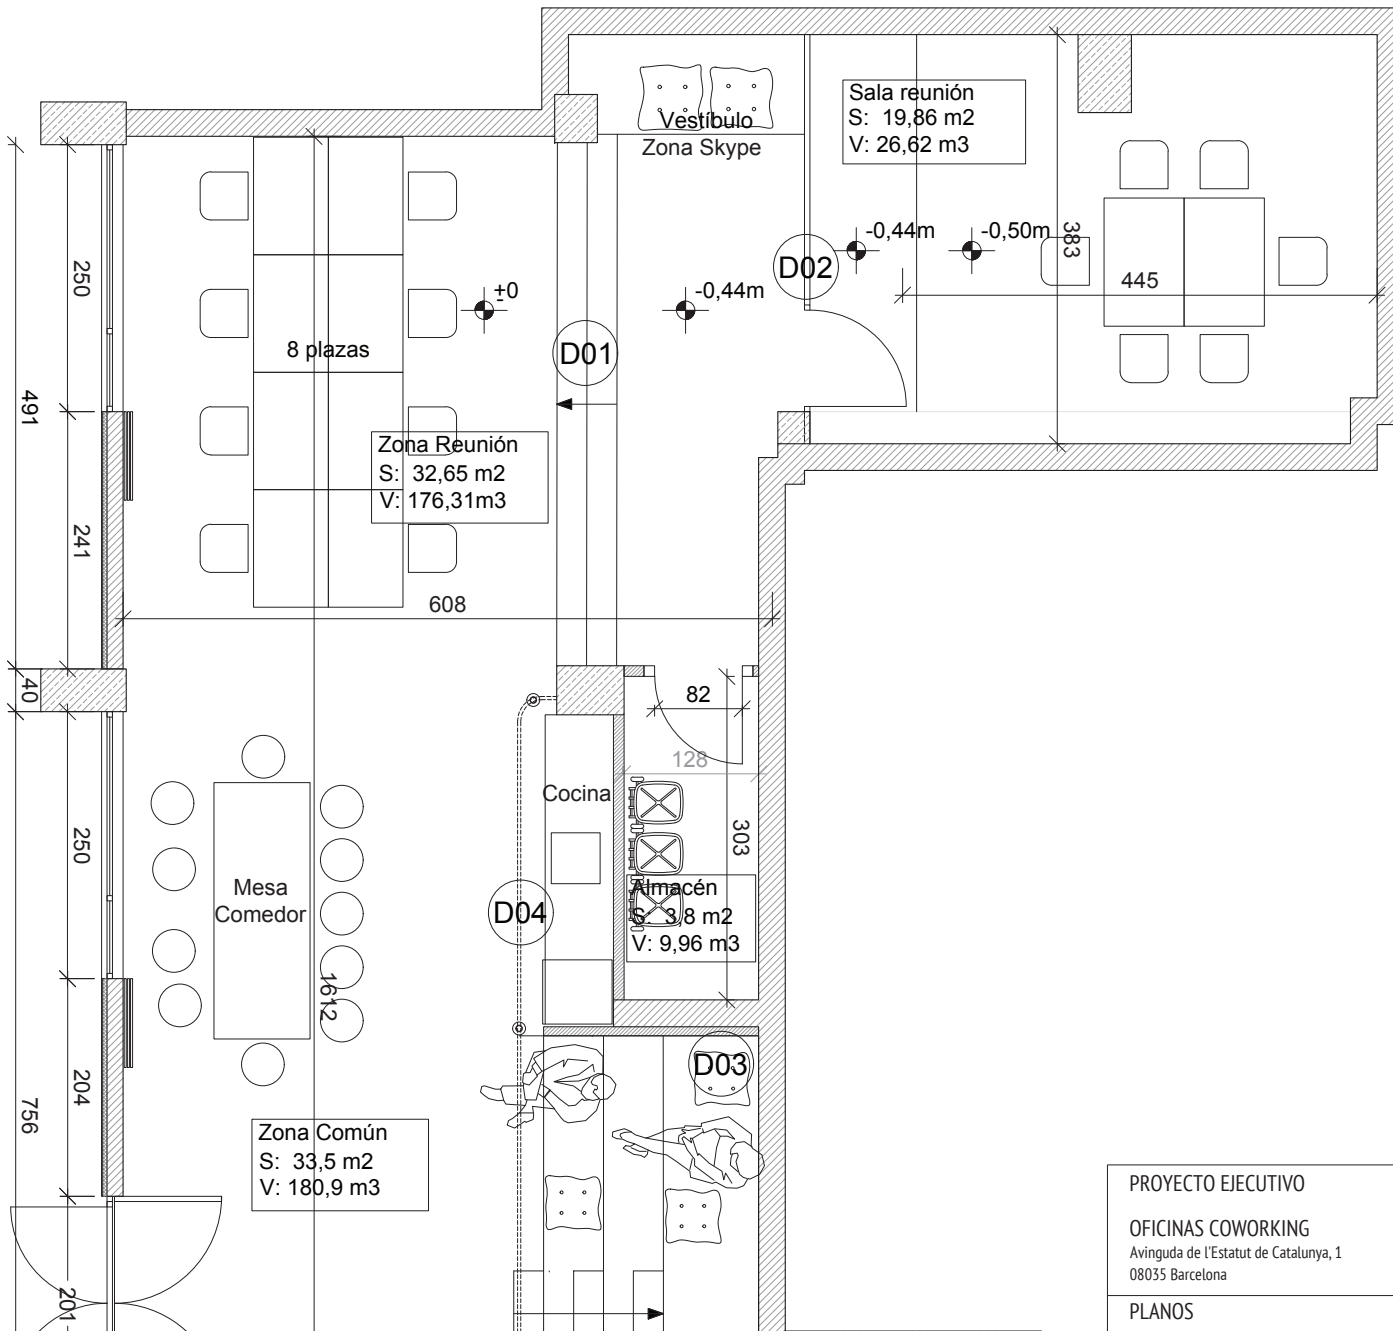 Vestíbulo
Zona Skype
Sala reunión
S: 19,86 m2
V: 26,62 m3
-0,44m
-0,50m
383
445
D02
±0
-0,44m
D01
8 plazas
250
491
241
Zona Reunión
S: 32,65 m2
V: 176,31m3
608
40
82
128
303
Cocina
250
Mesa
Comedor
1612
D04
Almacén
S: 3,8 m2
V: 9,96 m3
D03
204
756
Zona Común
S: 33,5 m2
V: 180,9 m3
201
PROYECTO EJECUTIVO
OFICINAS COWORKING
Avinguda de l'Estatut de Catalunya, 1
08035 Barcelona
PLANOS